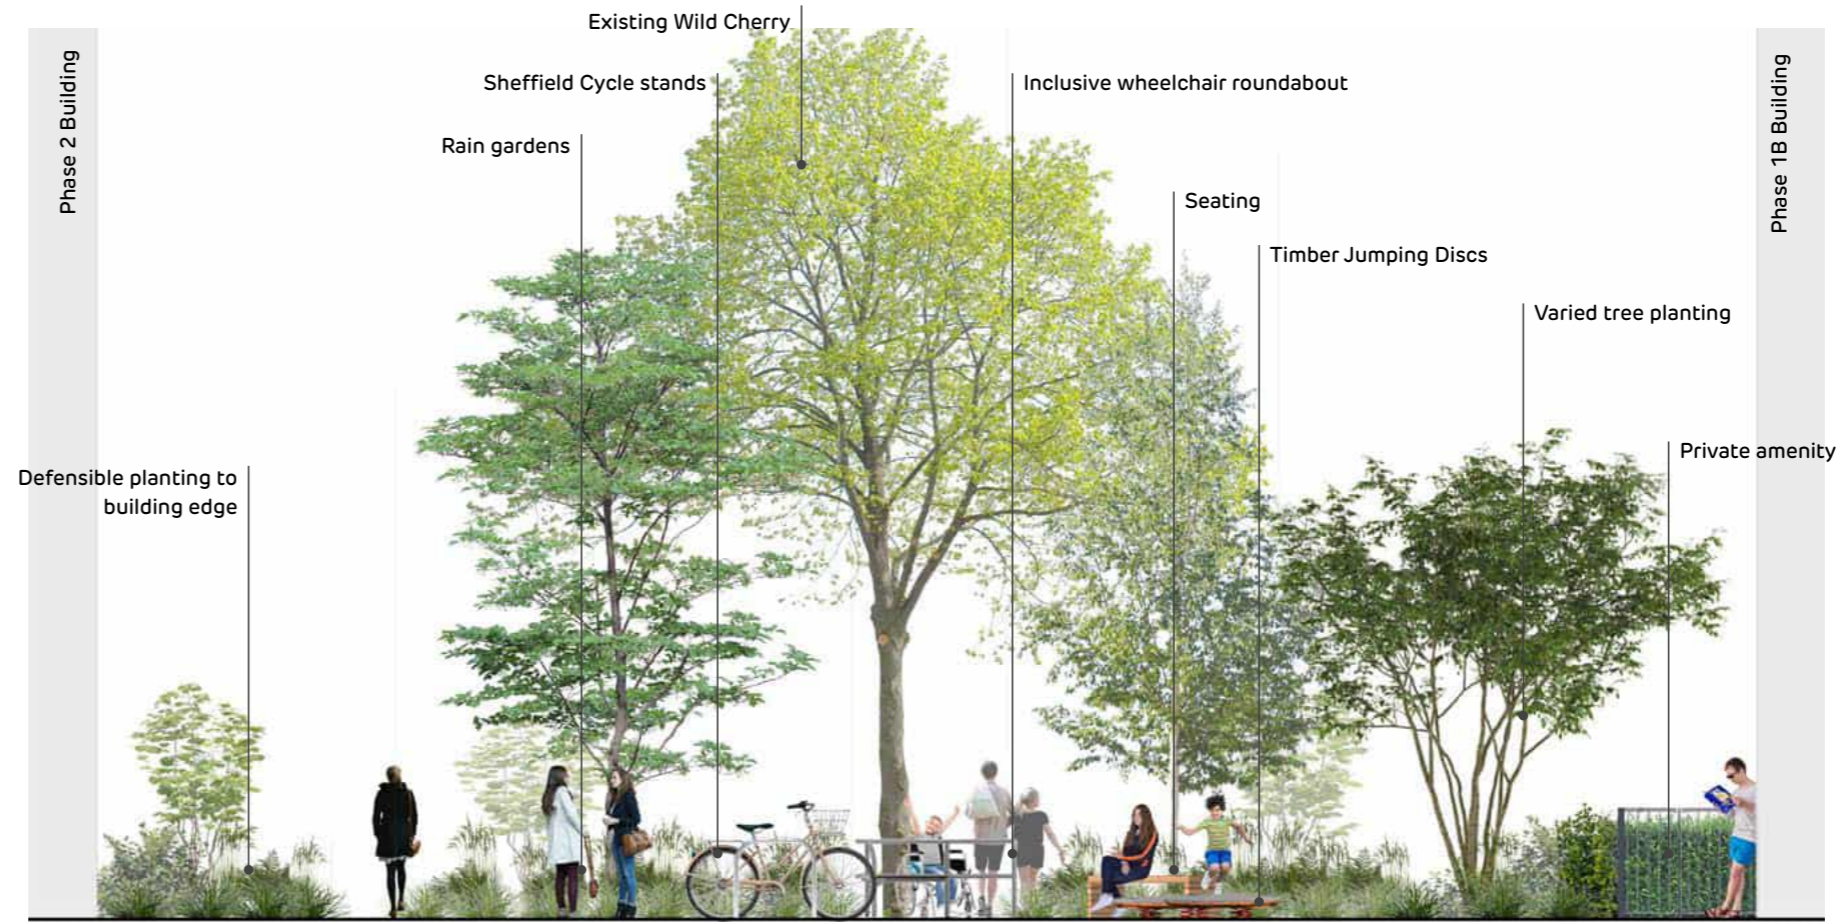 Existing Wild Cherry
Phase 2 Building
Sheffield Cycle stands
Inclusive wheelchair roundabout
Phase 1B Building
Rain gardens
Seating
Timber Jumping Discs
Varied tree planting
Private amenity
Defensible planting to
building edge